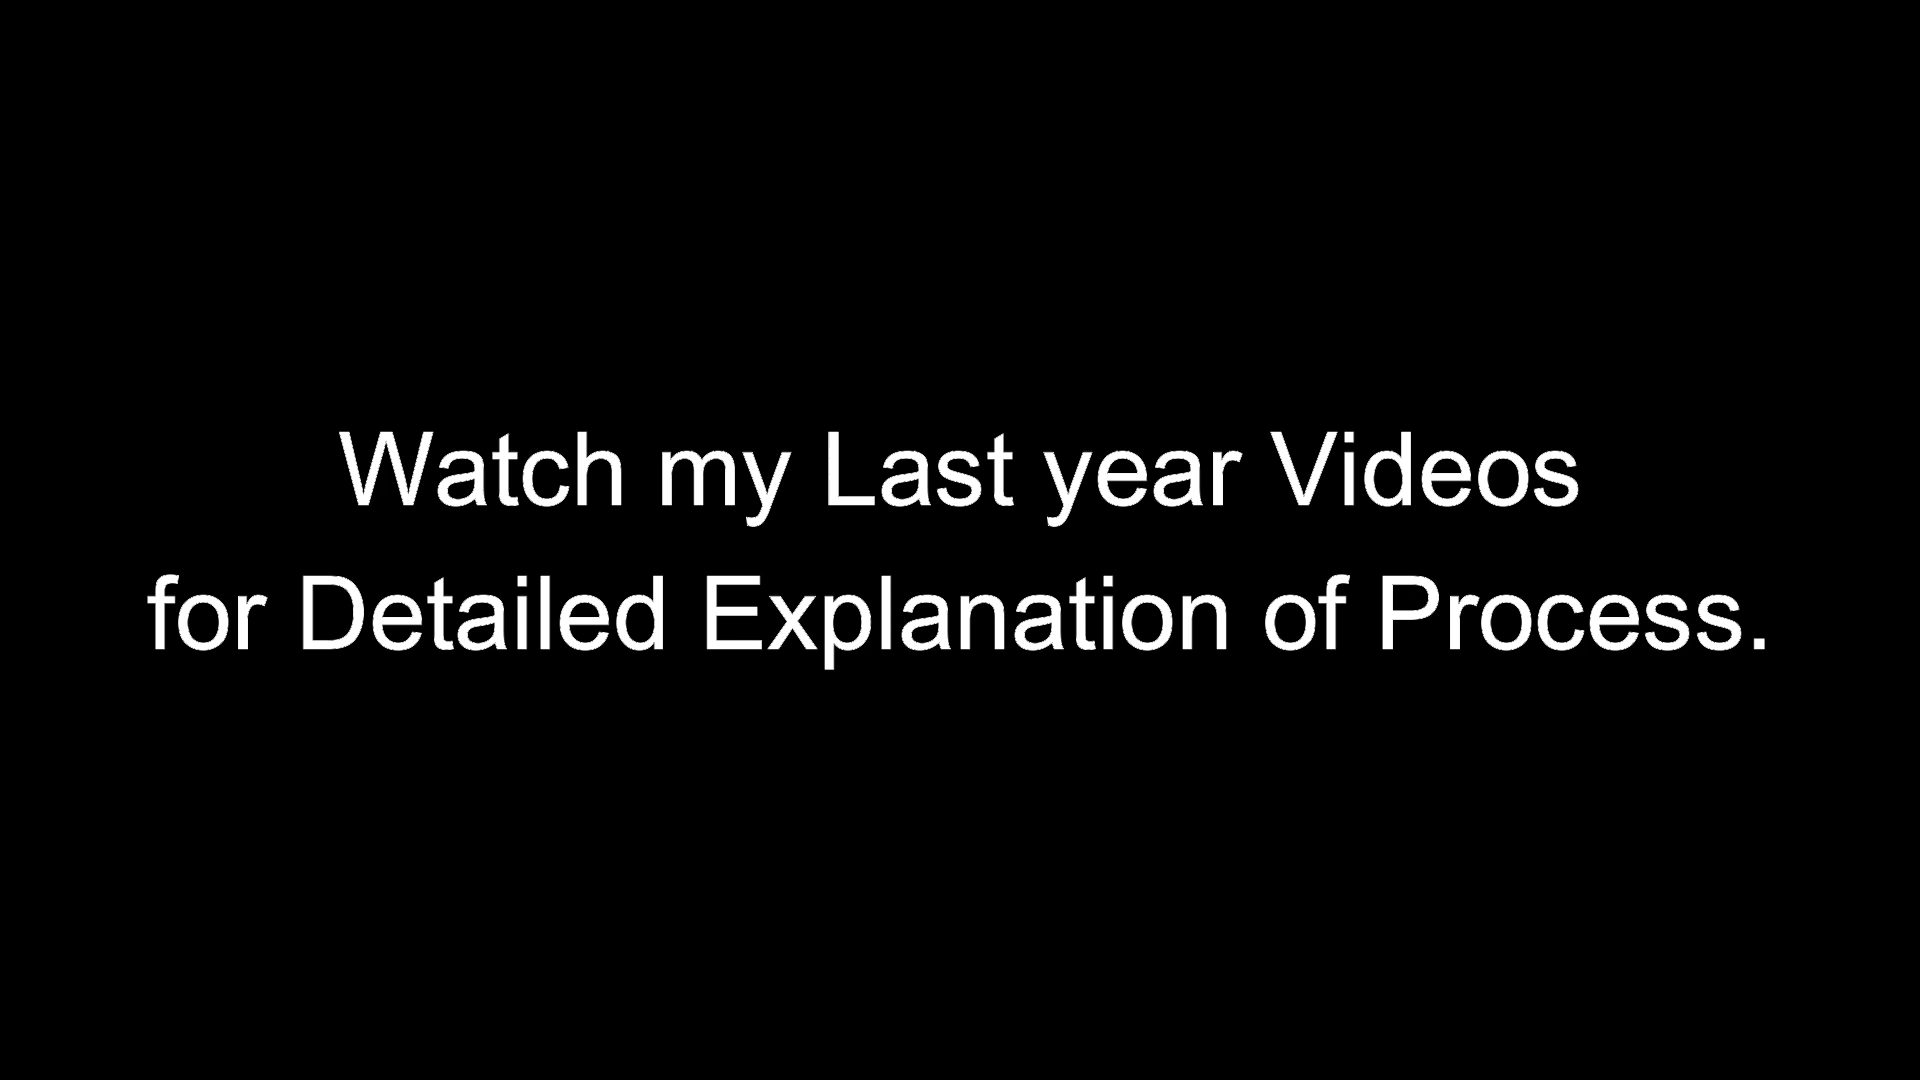 Watch my Last year Videos
for Detailed Explanation of Process.